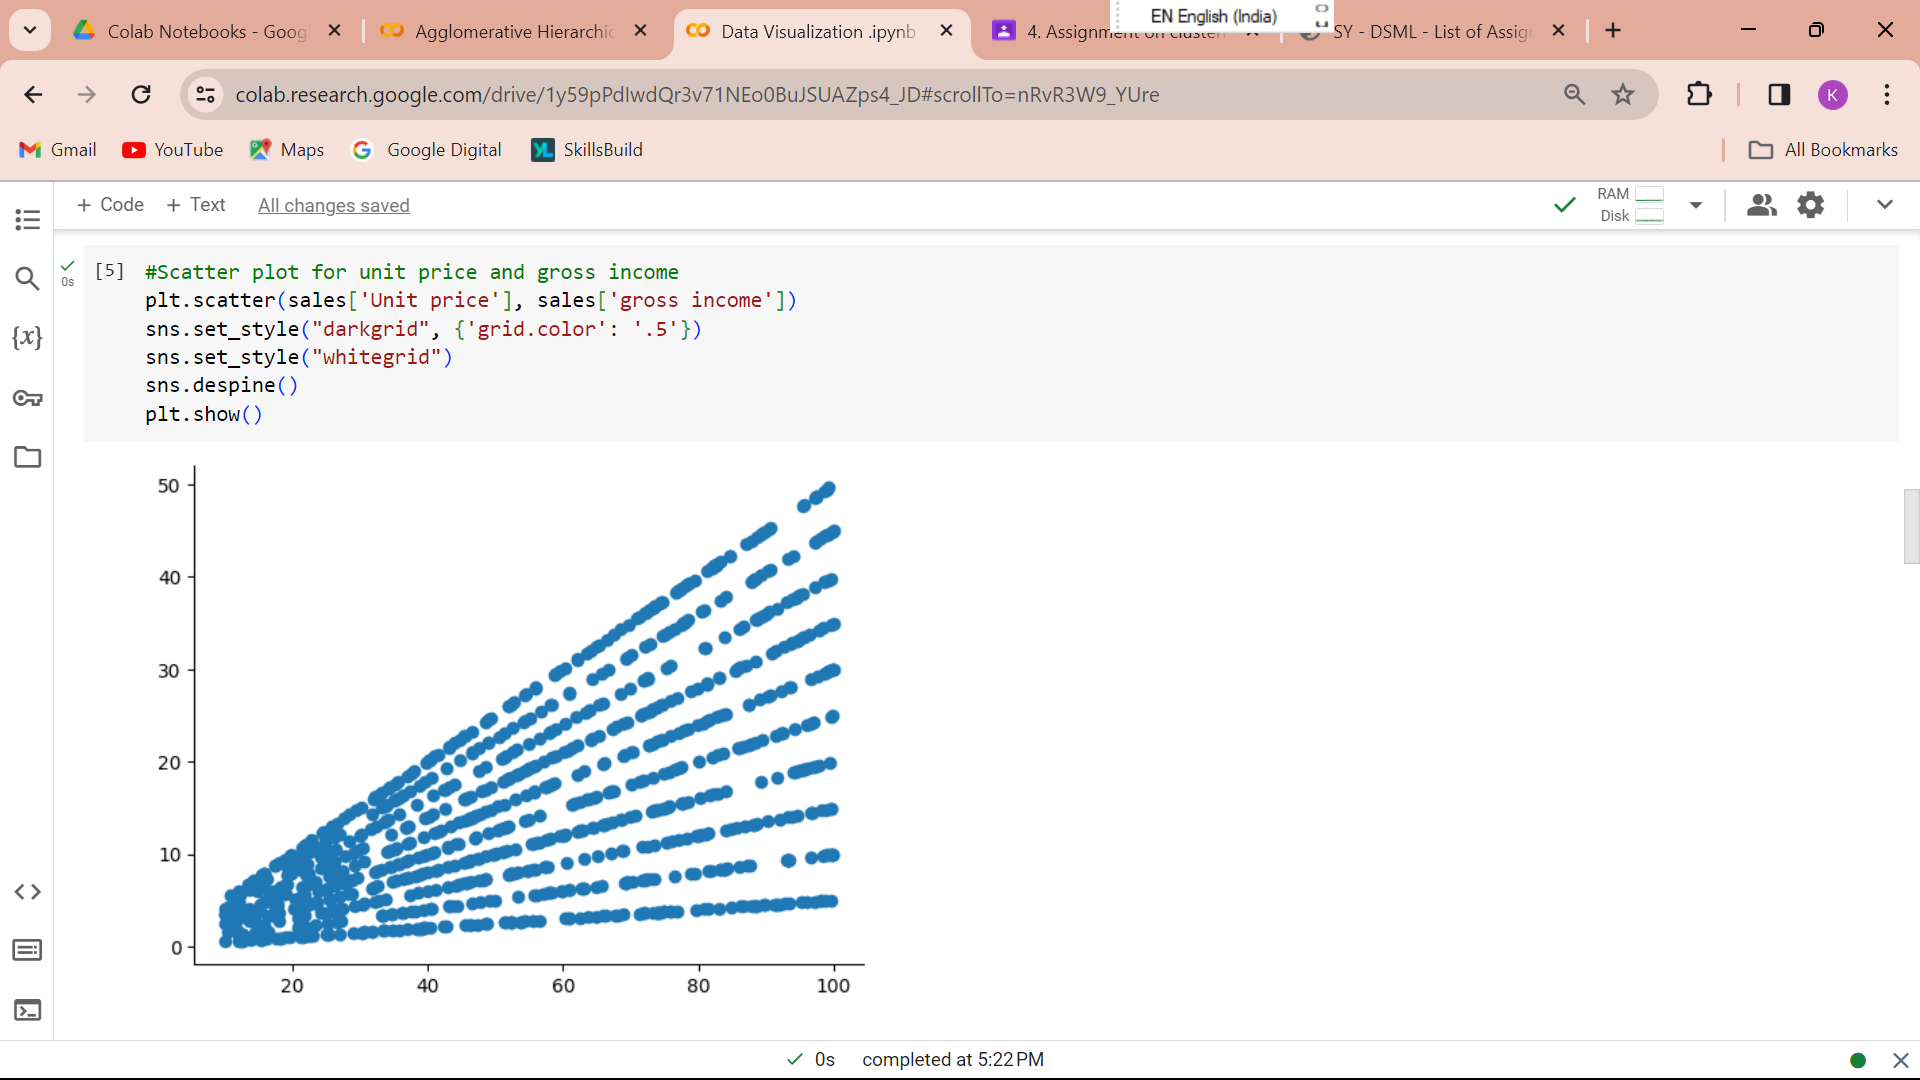 EN English (India)
Colab Notebooks - Goog
Agglomerative Hierarchic
Data Visualization .ipynb
4. Assignment on Cluster
SY - DSML - List of Assig
colab.research.google.com/drive/1y59pPdlwdQr3v71NEo0BuJSUAZps4_JD#scrollTo=nRvR3W9_YUre
K
Gmail
YouTube
Maps
Google Digital
SkillsBuild
All Bookmarks
+ Code + Text All changes saved
RAM
Disk
{x}
0s
[5] #Scatter plot for unit price and gross income
plt.scatter(sales['Unit price'], sales['gross income'])
sns.set_style("darkgrid", {'grid.color': '.5'})
sns.set_style("whitegrid")
sns.despine()
plt.show()
50
40
30
20
10
0
20 40 60 80 100
0s completed at 5:22 PM